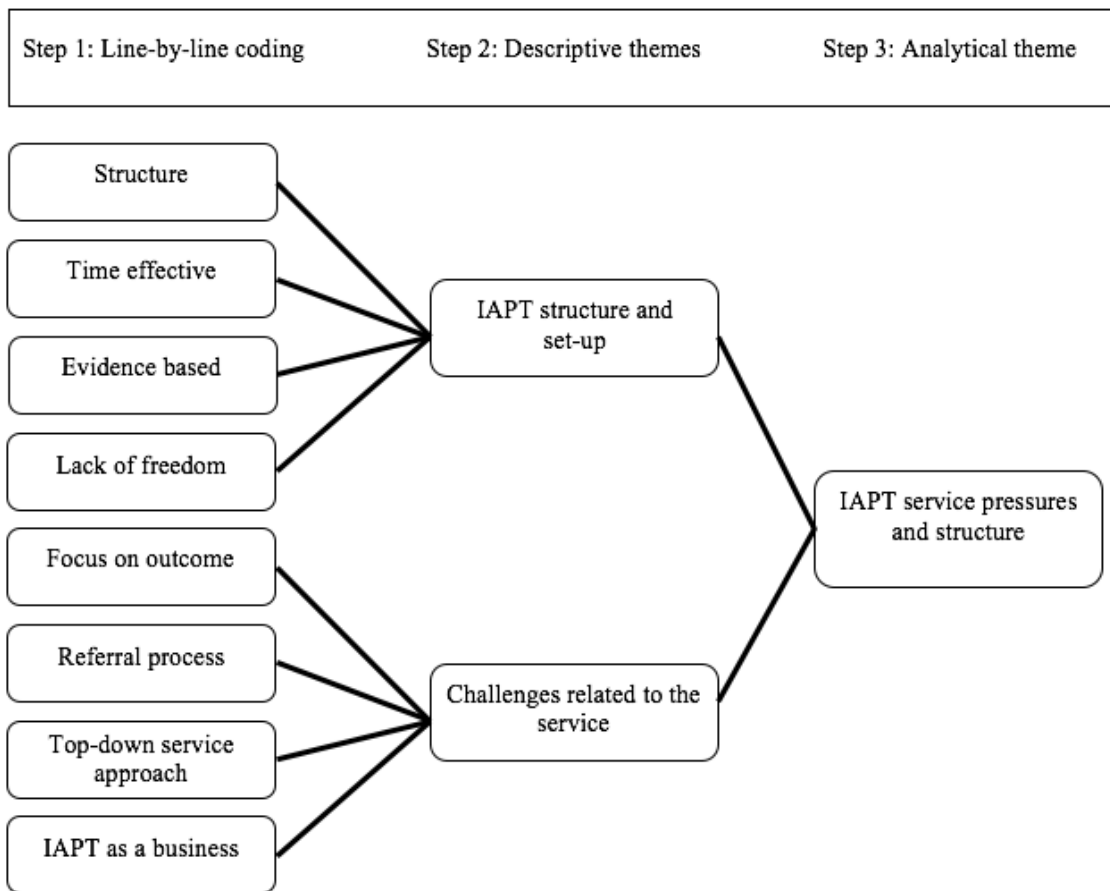 Step 1: Line-by-line coding
Step 2: Descriptive themes
Step 3: Analytical theme
Structure
Time effective
Evidence based
Lack of freedom
Focus on outcome
Referral process
Top-down service
approach
IAPT as a business
IAPT structure and
set-up
Challenges related to the
service
IAPT service pressures
and structure